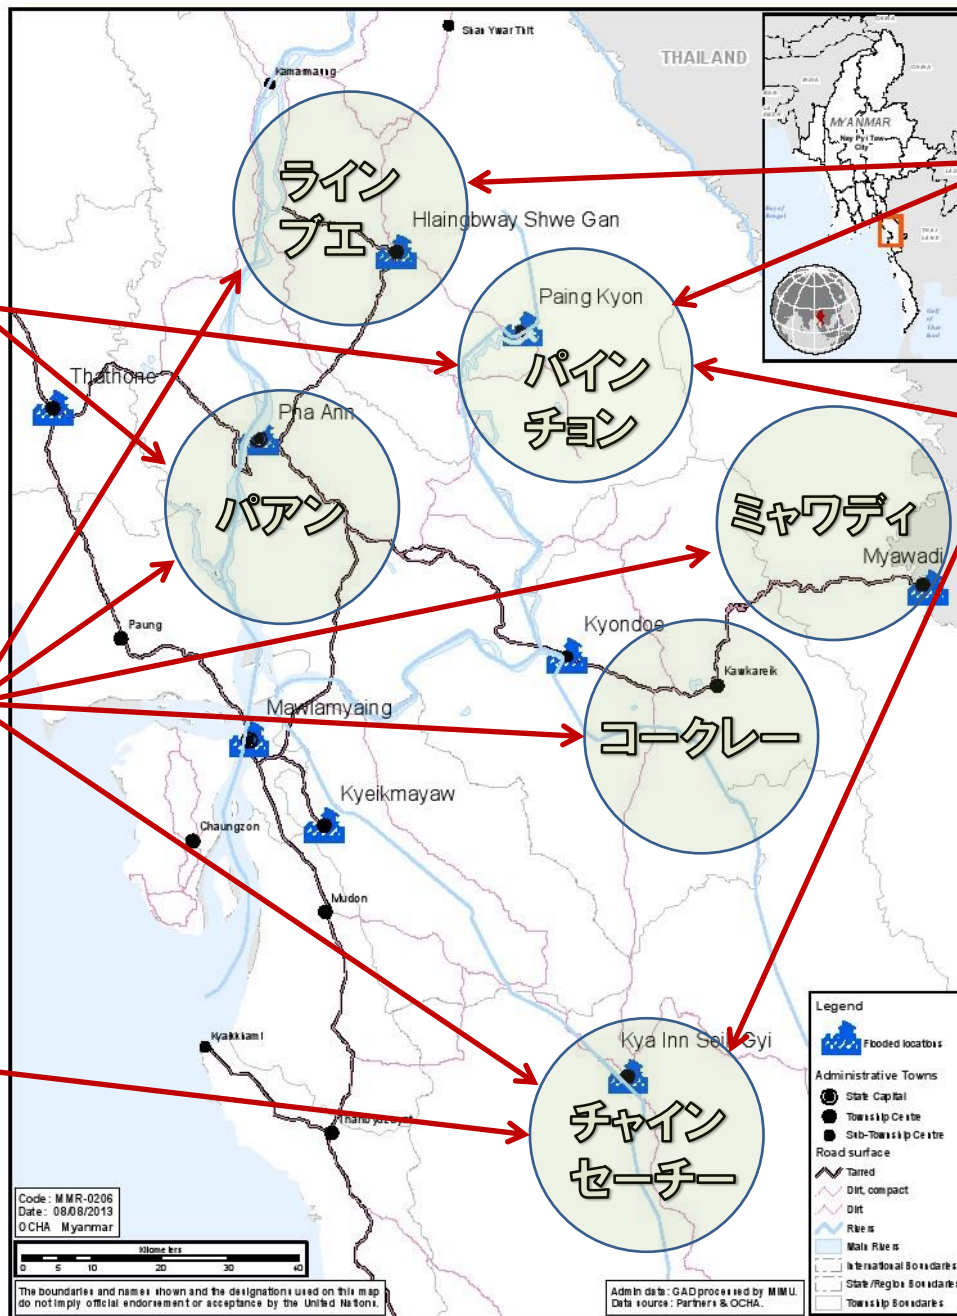 Shan Ywar Thit
THAILAND
Kamarmaung
MYANMAR
Nay Pyi Taw
City
ライン
ブエ
Hlaingbway Shwe Gan
Paing Kyon
パイン
チョン
Thathone
Pha Ann
パアン
ミャワディ
Myawadi
Paung
Kyondoe
Kawkareik
Mawlamyaing
コークレー
Kyeikmayaw
Chaungzon
Mudon
Kyaikkhami
Kya Inn Seik Gyi
チャイン
セーチー
Thanbyuzayat
Legend
Flooded locations
Administrative Towns
State Capital
Township Centre
Sub-Township Centre
Road surface
Tarred
Dirt, compact
Dirt
Rivers
Main Rivers
International Boundaries
State/Region Boundaries
Township Boundaries
Code: MMR-0206
Date: 08/08/2013
OCHA Myanmar
Kilometers
0 5 10 20 30 40
The boundaries and names shown and the designations used on this map
do not imply official endorsement or acceptance by the United Nations.
Admin data: GAD processed by MIMU.
Data source: Partners & OCHA.